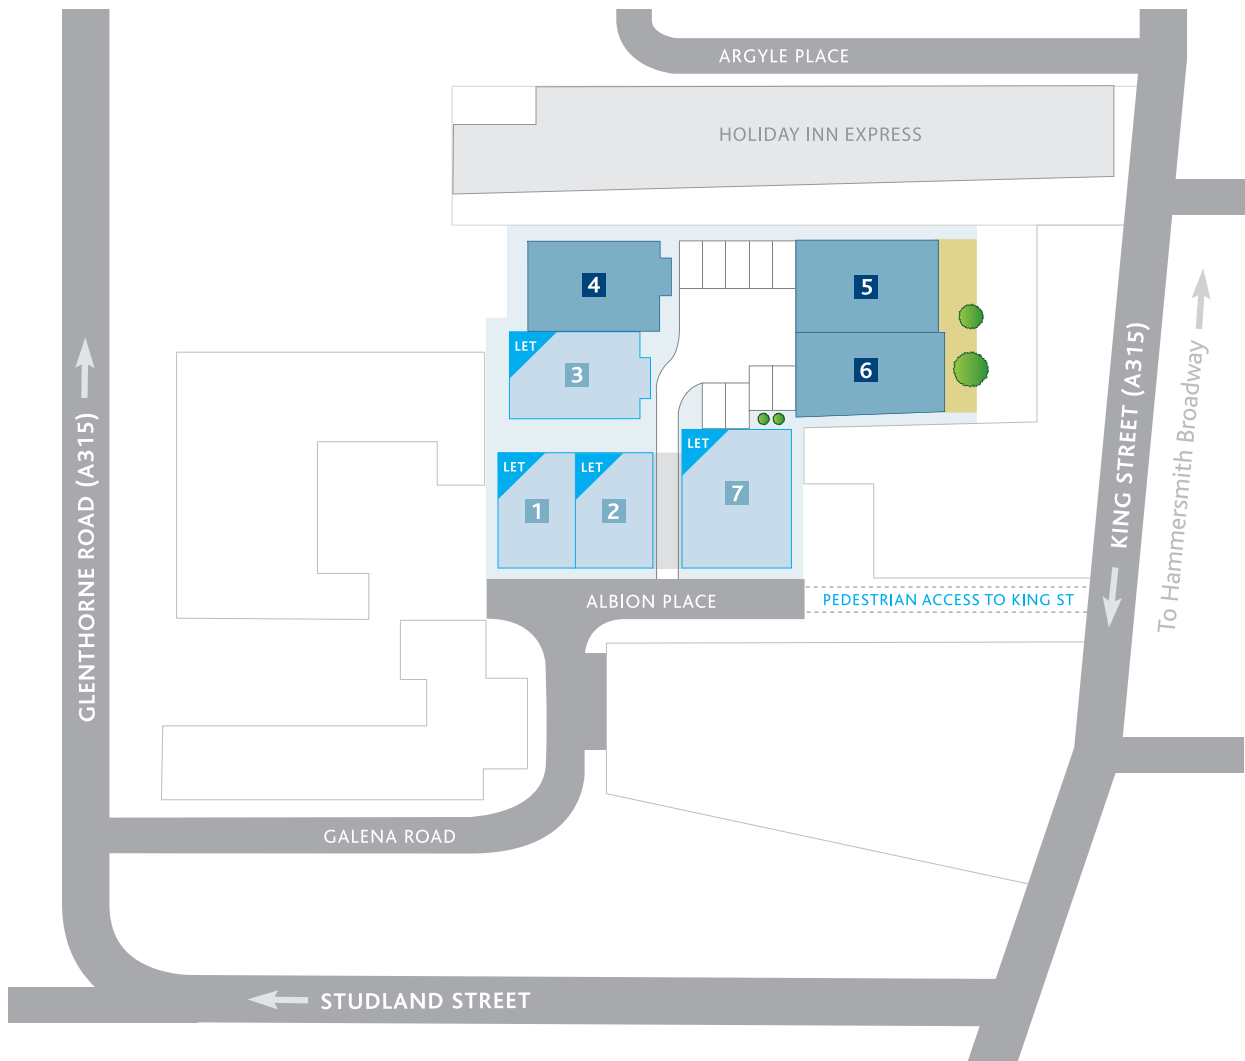 ARGYLE PLACE
HOLIDAY INN EXPRESS
4
5
LET
3
6
KING STREET (A315)
To Hammersmith Broadway
GLENTHORNE ROAD (A315)
LET
1
LET
2
LET
7
ALBION PLACE
PEDESTRIAN ACCESS TO KING ST
GALENA ROAD
STUDLAND STREET